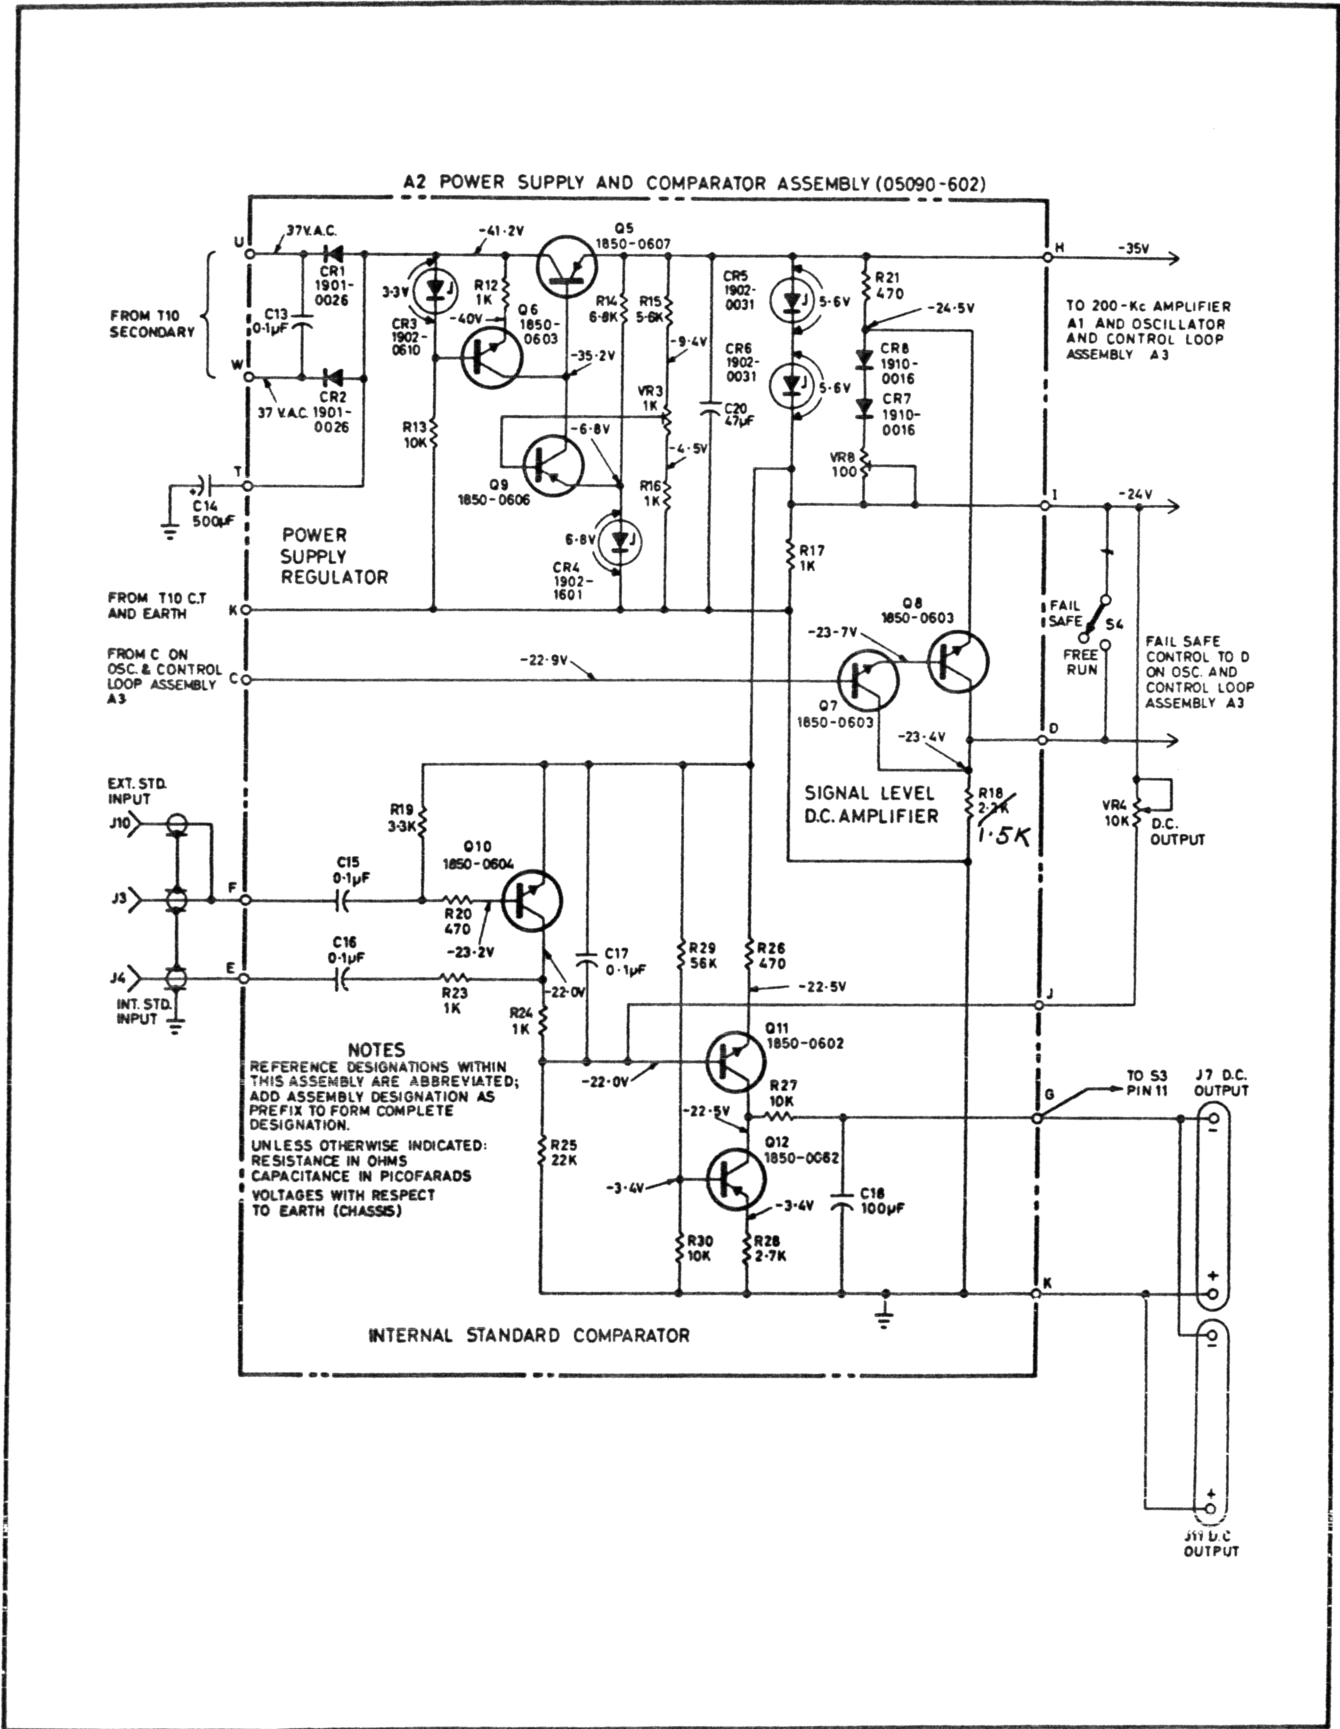 A2 POWER SUPPLY AND COMPARATOR ASSEMBLY (05090-602)
U
37V.A.C.
CR1
1901-
0026
C13
0·1µF
FROM T10
SECONDARY
W
37 V.A.C.
CR2
1901-
0026
T
C14
500µF
-41·2V
Q5
1850-0607
3·3V
CR3
1902-
0610
R12
1K
-40V
Q6
1850-
0603
R14
6·8K
R15
5·6K
-9·4V
-35·2V
VR3
1K
C20
47µF
R13
10K
-6·8V
-4·5V
Q9
1850-0606
R16
1K
6·8V
CR4
1902-
1601
CR5
1902-
0031
5·6V
CR6
1902-
0031
5·6V
R21
470
-24·5V
CR8
1910-
0016
CR7
1910-
0016
VR8
100
H
-35V
TO 200-Kc AMPLIFIER
A1 AND OSCILLATOR
AND CONTROL LOOP
ASSEMBLY A3
I
-24V
POWER
SUPPLY
REGULATOR
R17
1K
FROM T10 C.T
AND EARTH
K
FAIL
SAFE
S4
FREE
RUN
Q8
1850-0603
-23·7V
FROM C ON
OSC. & CONTROL
LOOP ASSEMBLY
A3
C
-22·9V
Q7
1850-0603
-23·4V
FAIL SAFE
CONTROL TO D
ON OSC. AND
CONTROL LOOP
ASSEMBLY A3
D
SIGNAL LEVEL
D.C. AMPLIFIER
R18
2·2K
1·5K
VR4
10K
D.C.
OUTPUT
EXT. STD.
INPUT
J10
J3
F
J4
E
INT. STD.
INPUT
R19
3·3K
C15
0·1µF
Q10
1850-0604
R20
470
-23·2V
C16
0·1µF
R23
1K
-22·0V
C17
0·1µF
R24
1K
R29
56K
R26
470
-22·5V
J
Q11
1850-0602
-22·0V
R27
10K
-22·5V
Q12
1850-0062
G
TO S3
PIN 11
J7 D.C.
OUTPUT
-
NOTES
REFERENCE DESIGNATIONS WITHIN
THIS ASSEMBLY ARE ABBREVIATED;
ADD ASSEMBLY DESIGNATION AS
PREFIX TO FORM COMPLETE
DESIGNATION.
UNLESS OTHERWISE INDICATED:
RESISTANCE IN OHMS
CAPACITANCE IN PICOFARADS
VOLTAGES WITH RESPECT
TO EARTH (CHASSIS)
R25
22K
-3·4V
-3·4V
C18
100µF
R30
10K
R28
2·7K
K
+
-
INTERNAL STANDARD COMPARATOR
+
J11 D.C
OUTPUT